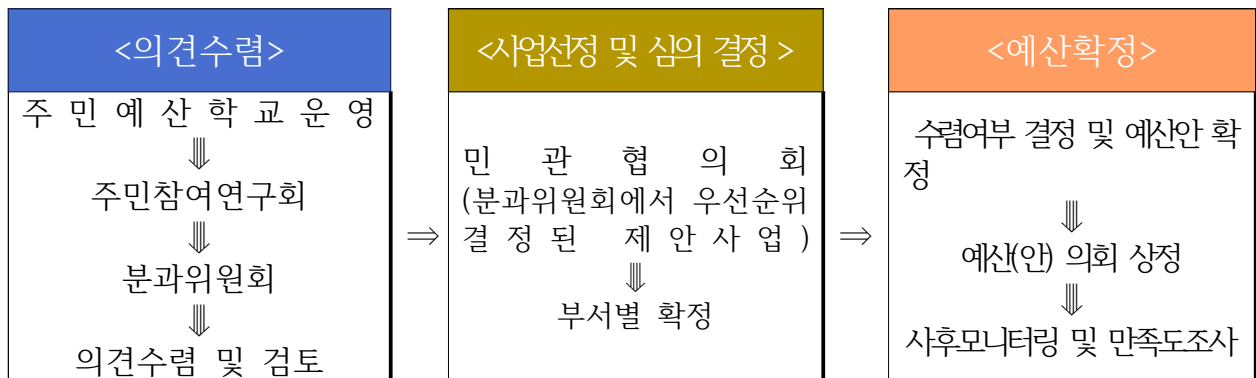 <의견수렴>
주 민 예 산 학 교 운 영
⇓
주민참여연구회
⇓
분과위원회
⇓
의견수렴 및 검토
⇒
<사업선정 및 심의 결정 >
민 관 협 의 회
(분과위원회에서 우선순위
결 정 된 제 안 사 업 )
⇓
부서별 확정
⇒
<예산확정>
수렴여부 결정 및 예산안 확
정
⇓
예산(안) 의회 상정
⇓
사후모니터링 및 만족도조사